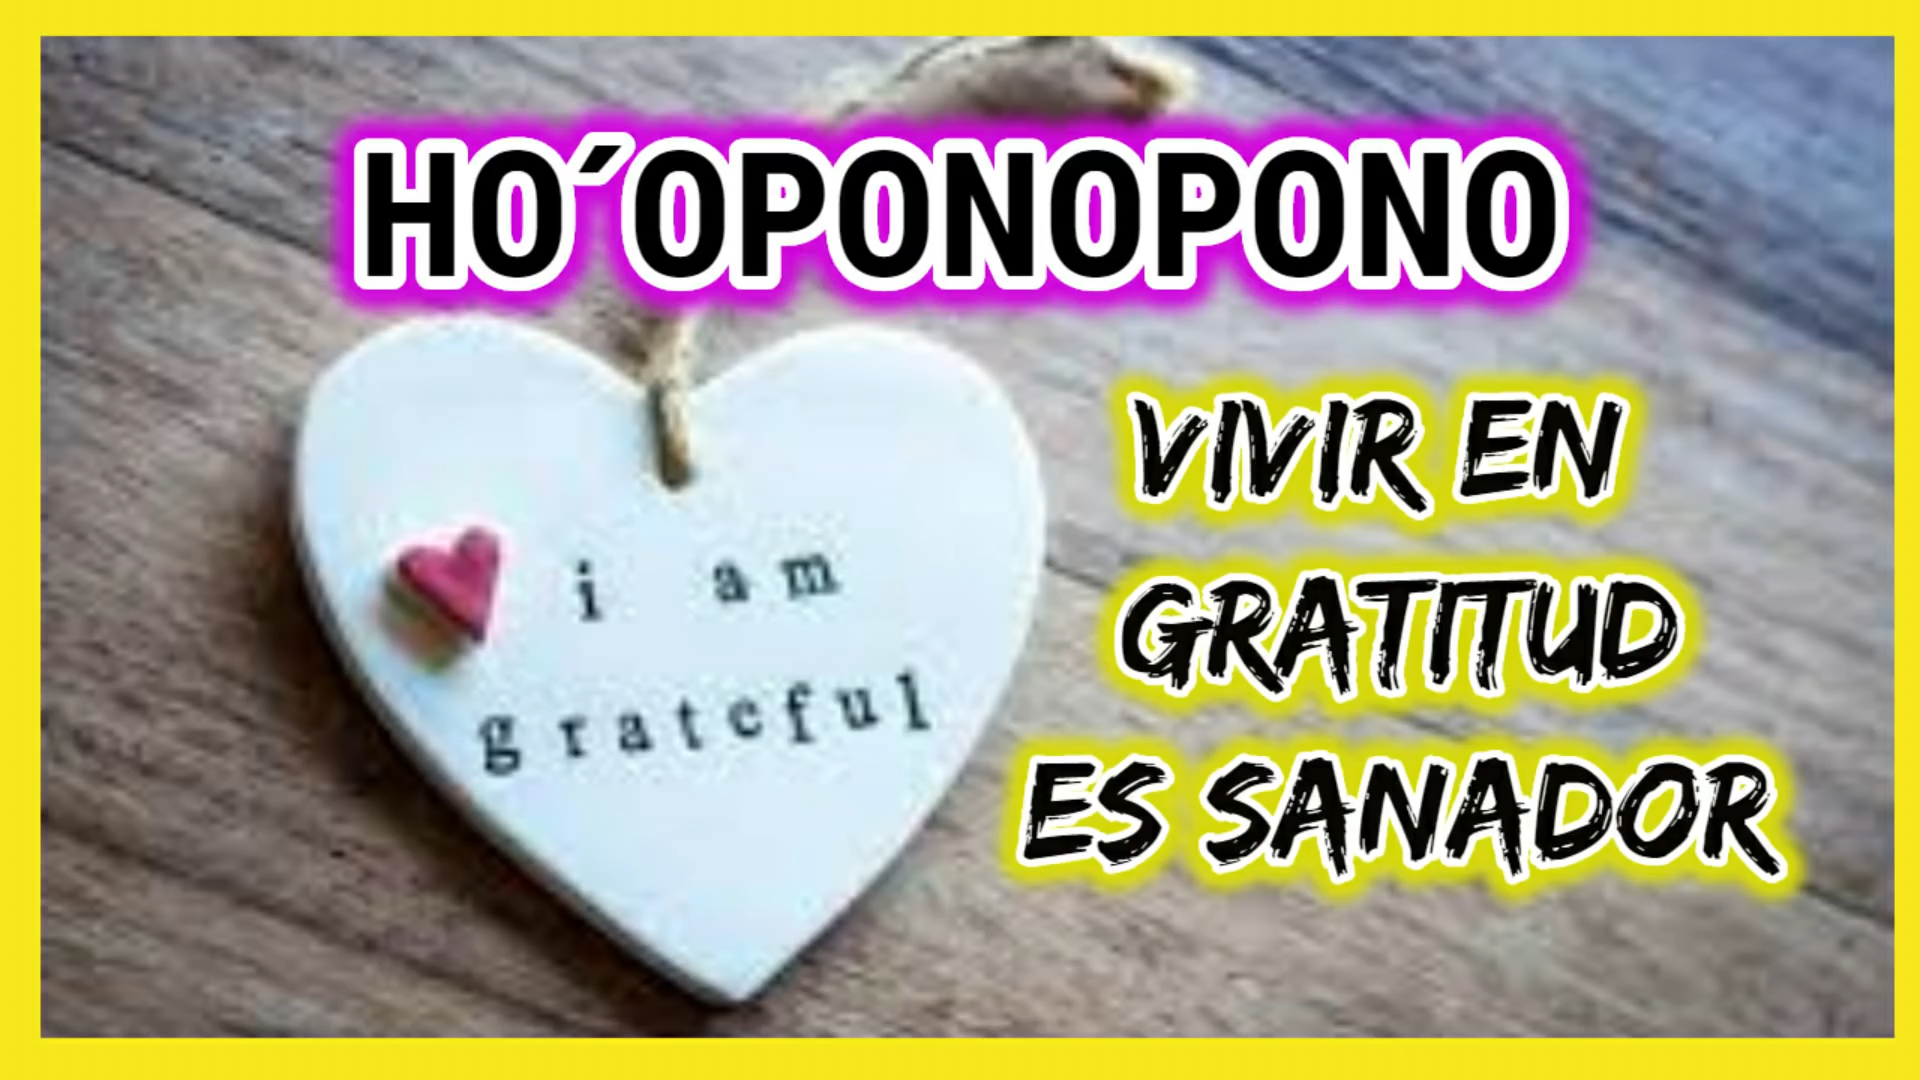 HO´OPONOPONO
VIVIR EN
GRATITUD
ES SANADOR
i am
grateful